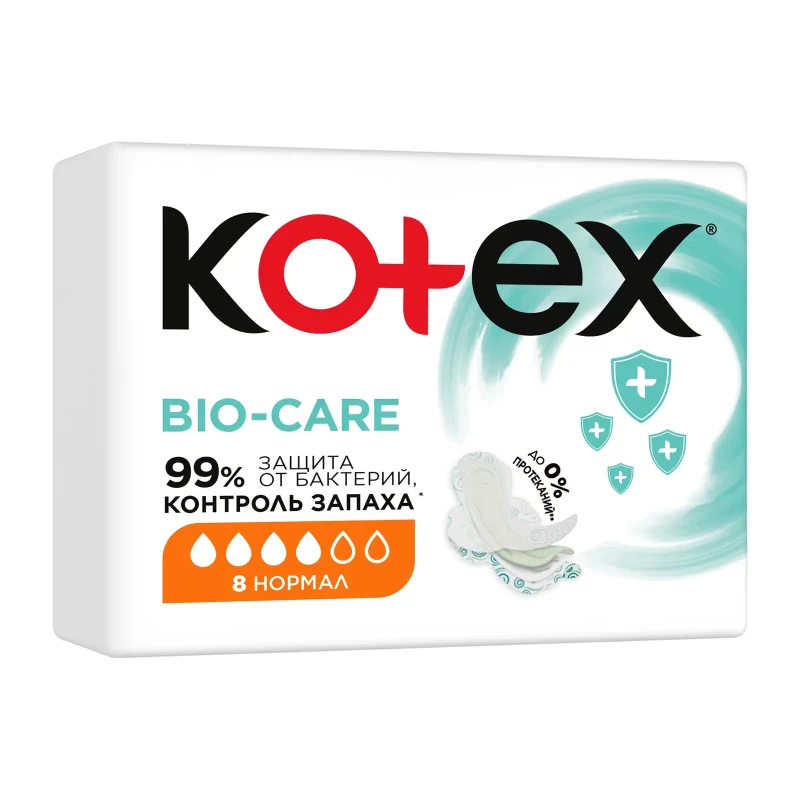 Kotex®
BIO-CARE
99% ЗАЩИТА
ОТ БАКТЕРИЙ,
КОНТРОЛЬ ЗАПАХА*
8 НОРМАЛ
ДО 0%
ПРОТЕКАНИЙ**